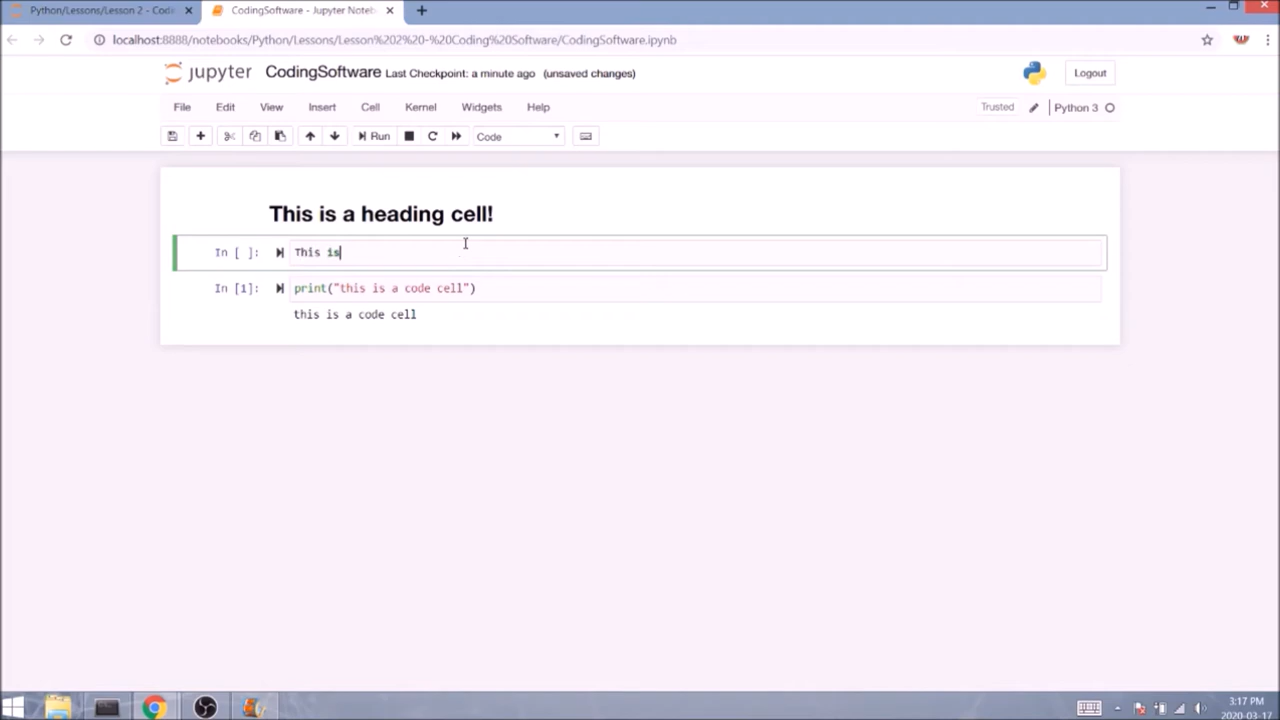 Python/Lessons/Lesson 2 - Codi
CodingSoftware - Jupyter Noteb
localhost:8888/notebooks/Python/Lessons/Lesson%202%20-%20Coding%20Software/CodingSoftware.ipynb
jupyter CodingSoftware Last Checkpoint: a minute ago (unsaved changes)
Logout
File Edit View Insert Cell Kernel Widgets Help
Trusted Python 3
Run Code
This is a heading cell!
In [ ]: This is
In [1]: print("this is a code cell")
this is a code cell
3:17 PM
2020-03-17